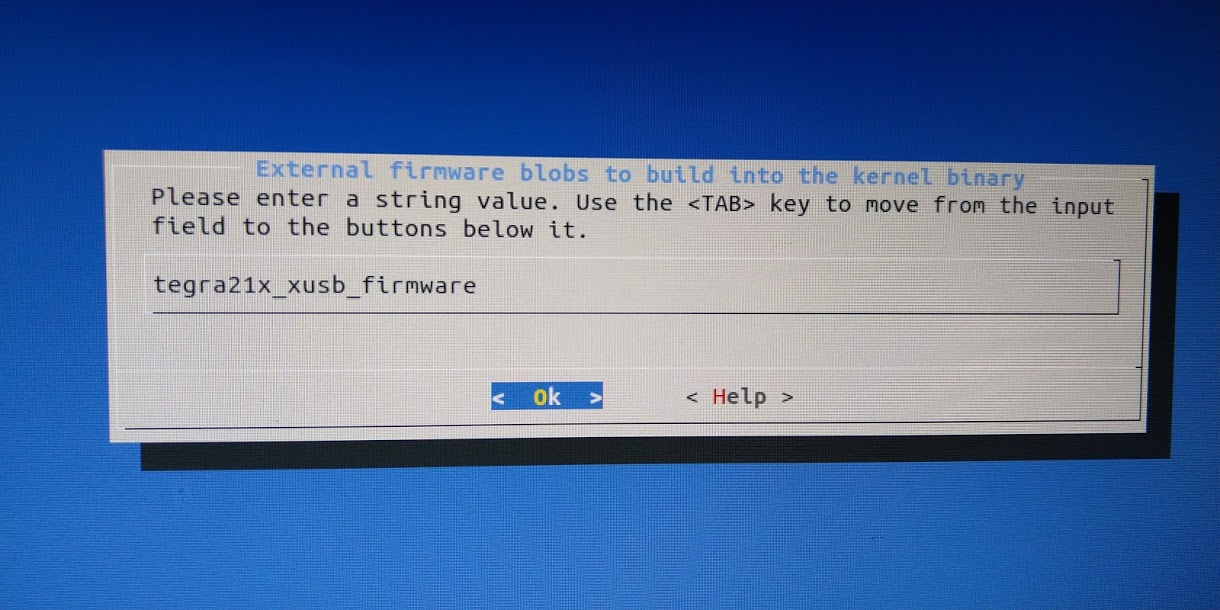 External firmware blobs to build into the kernel binary
Please enter a string value. Use the <TAB> key to move from the input
field to the buttons below it.
tegra21x_xusb_firmware
< Ok > < Help >